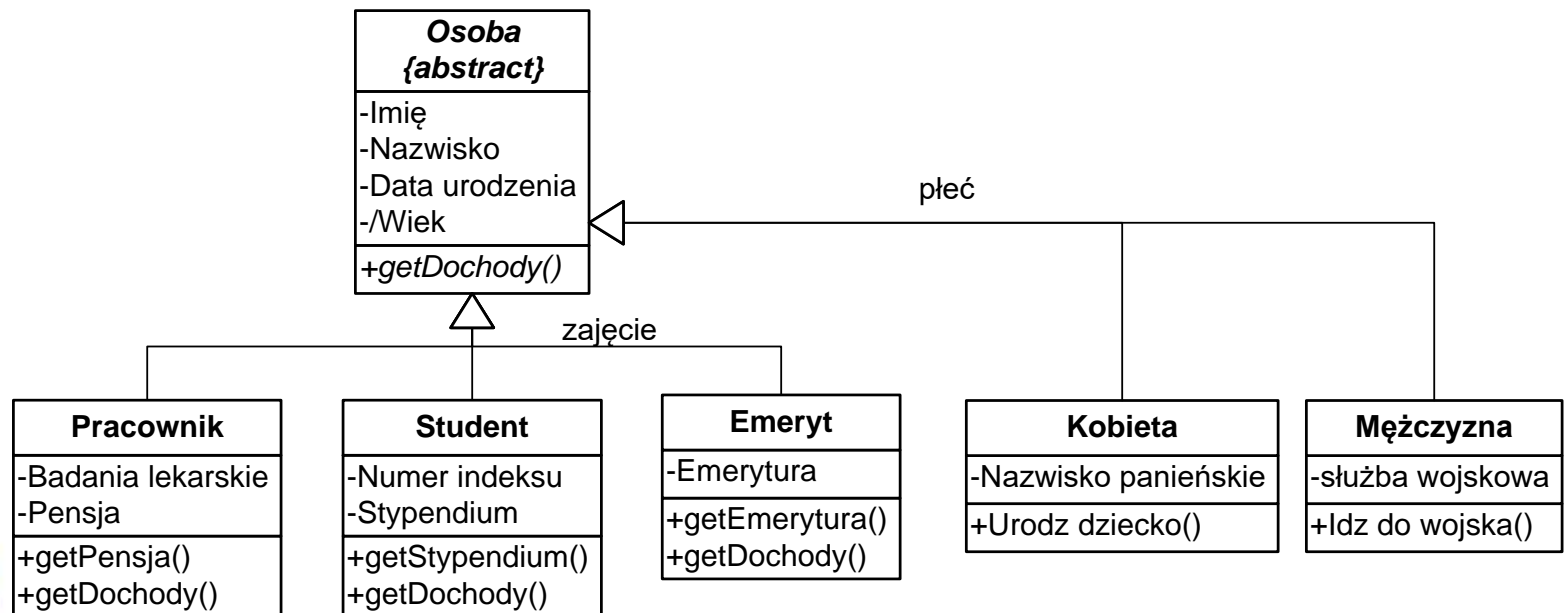 Osoba
{abstract}
-Imię
-Nazwisko
-Data urodzenia
-/Wiek
+getDochody()
płeć
zajęcie
Pracownik
-Badania lekarskie
-Pensja
+getPensja()
+getDochody()
Student
-Numer indeksu
-Stypendium
+getStypendium()
+getDochody()
Emeryt
-Emerytura
+getEmerytura()
+getDochody()
Kobieta
-Nazwisko panieńskie
+Urodz dziecko()
Mężczyzna
-służba wojskowa
+Idz do wojska()